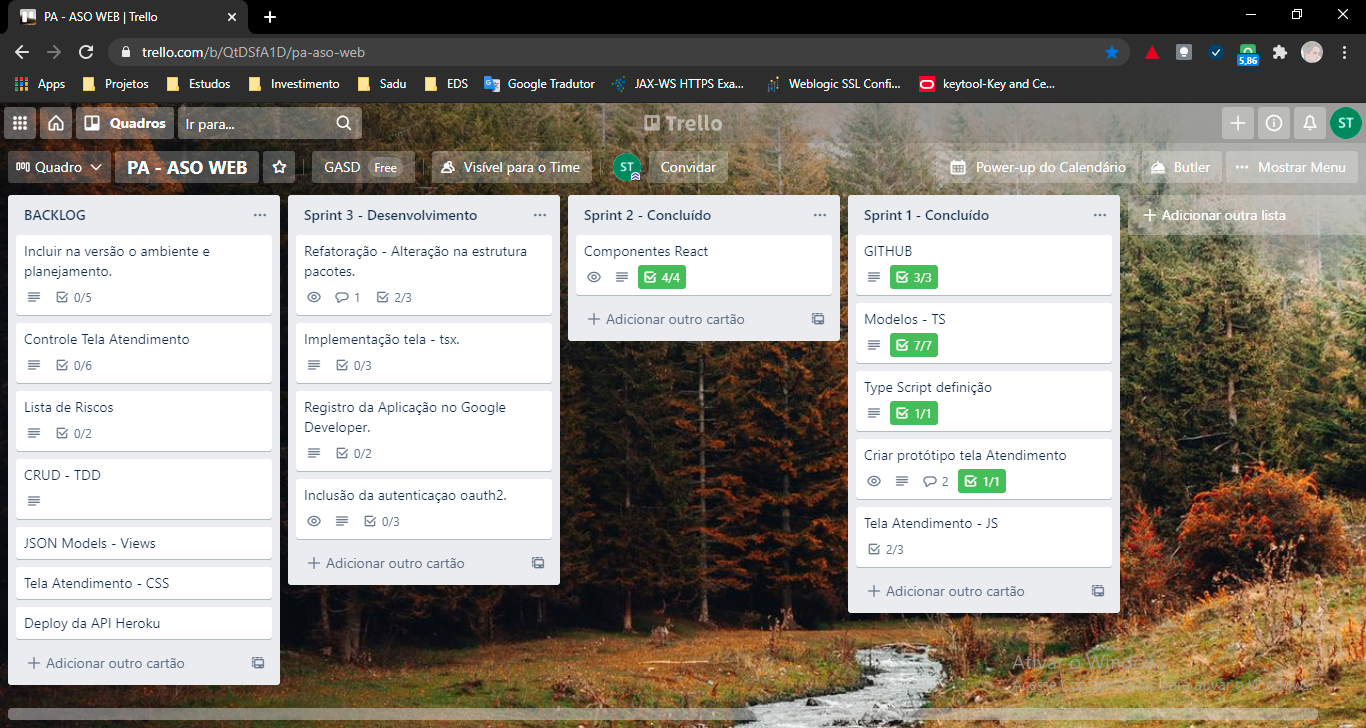 PA - ASO WEB | Trello
trello.com/b/QtDSfA1D/pa-aso-web
5,86
Apps
Projetos
Estudos
Investimento
Sadu
EDS
Google Tradutor
JAX-WS HTTPS Exa...
Weblogic SSL Confi...
keytool-Key and Ce...
Quadros
Ir para...
Trello
ST
Quadro
PA - ASO WEB
GASD Free
Visível para o Time
ST
Convidar
Power-up do Calendário
Butler
Mostrar Menu
BACKLOG
Incluir na versão o ambiente e
planejamento.
0/5
Controle Tela Atendimento
0/6
Lista de Riscos
0/2
CRUD - TDD
JSON Models - Views
Tela Atendimento - CSS
Deploy da API Heroku
Adicionar outro cartão
Sprint 3 - Desenvolvimento
Refatoração - Alteração na estrutura
pacotes.
1 2/3
Implementação tela - tsx.
0/3
Registro da Aplicação no Google
Developer.
0/2
Inclusão da autenticaçao oauth2.
0/3
Adicionar outro cartão
Sprint 2 - Concluído
Componentes React
4/4
Adicionar outro cartão
Sprint 1 - Concluído
GITHUB
3/3
Modelos - TS
7/7
Type Script definição
1/1
Criar protótipo tela Atendimento
2 1/1
Tela Atendimento - JS
2/3
Adicionar outro cartão
Adicionar outra lista
Ativar o Windows